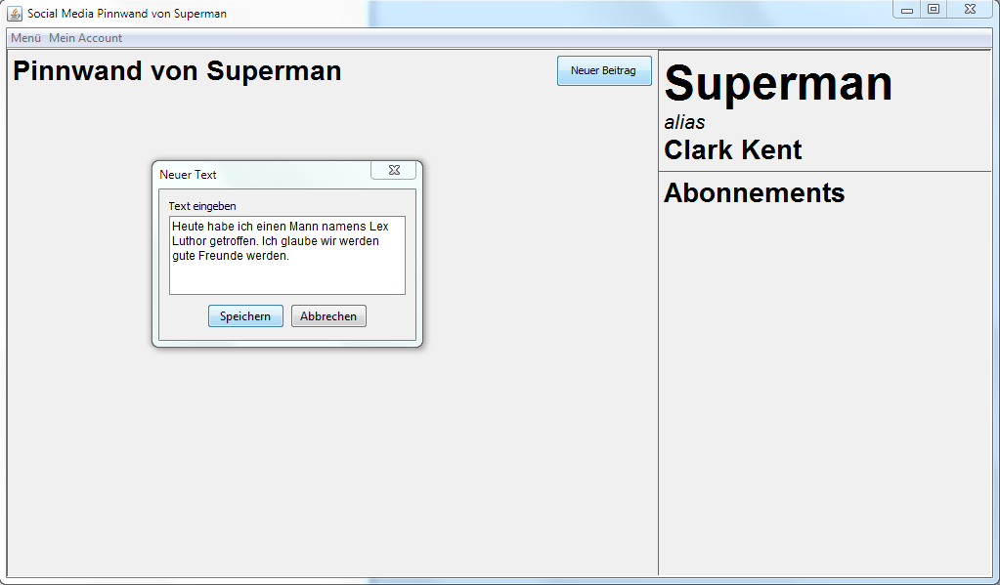 Social Media Pinnwand von Superman
Menü Mein Account
Pinnwand von Superman
Neuer Beitrag
Neuer Text
Text eingeben
Heute habe ich einen Mann namens Lex
Luthor getroffen. Ich glaube wir werden
gute Freunde werden.
Speichern Abbrechen
Superman
alias
Clark Kent
Abonnements